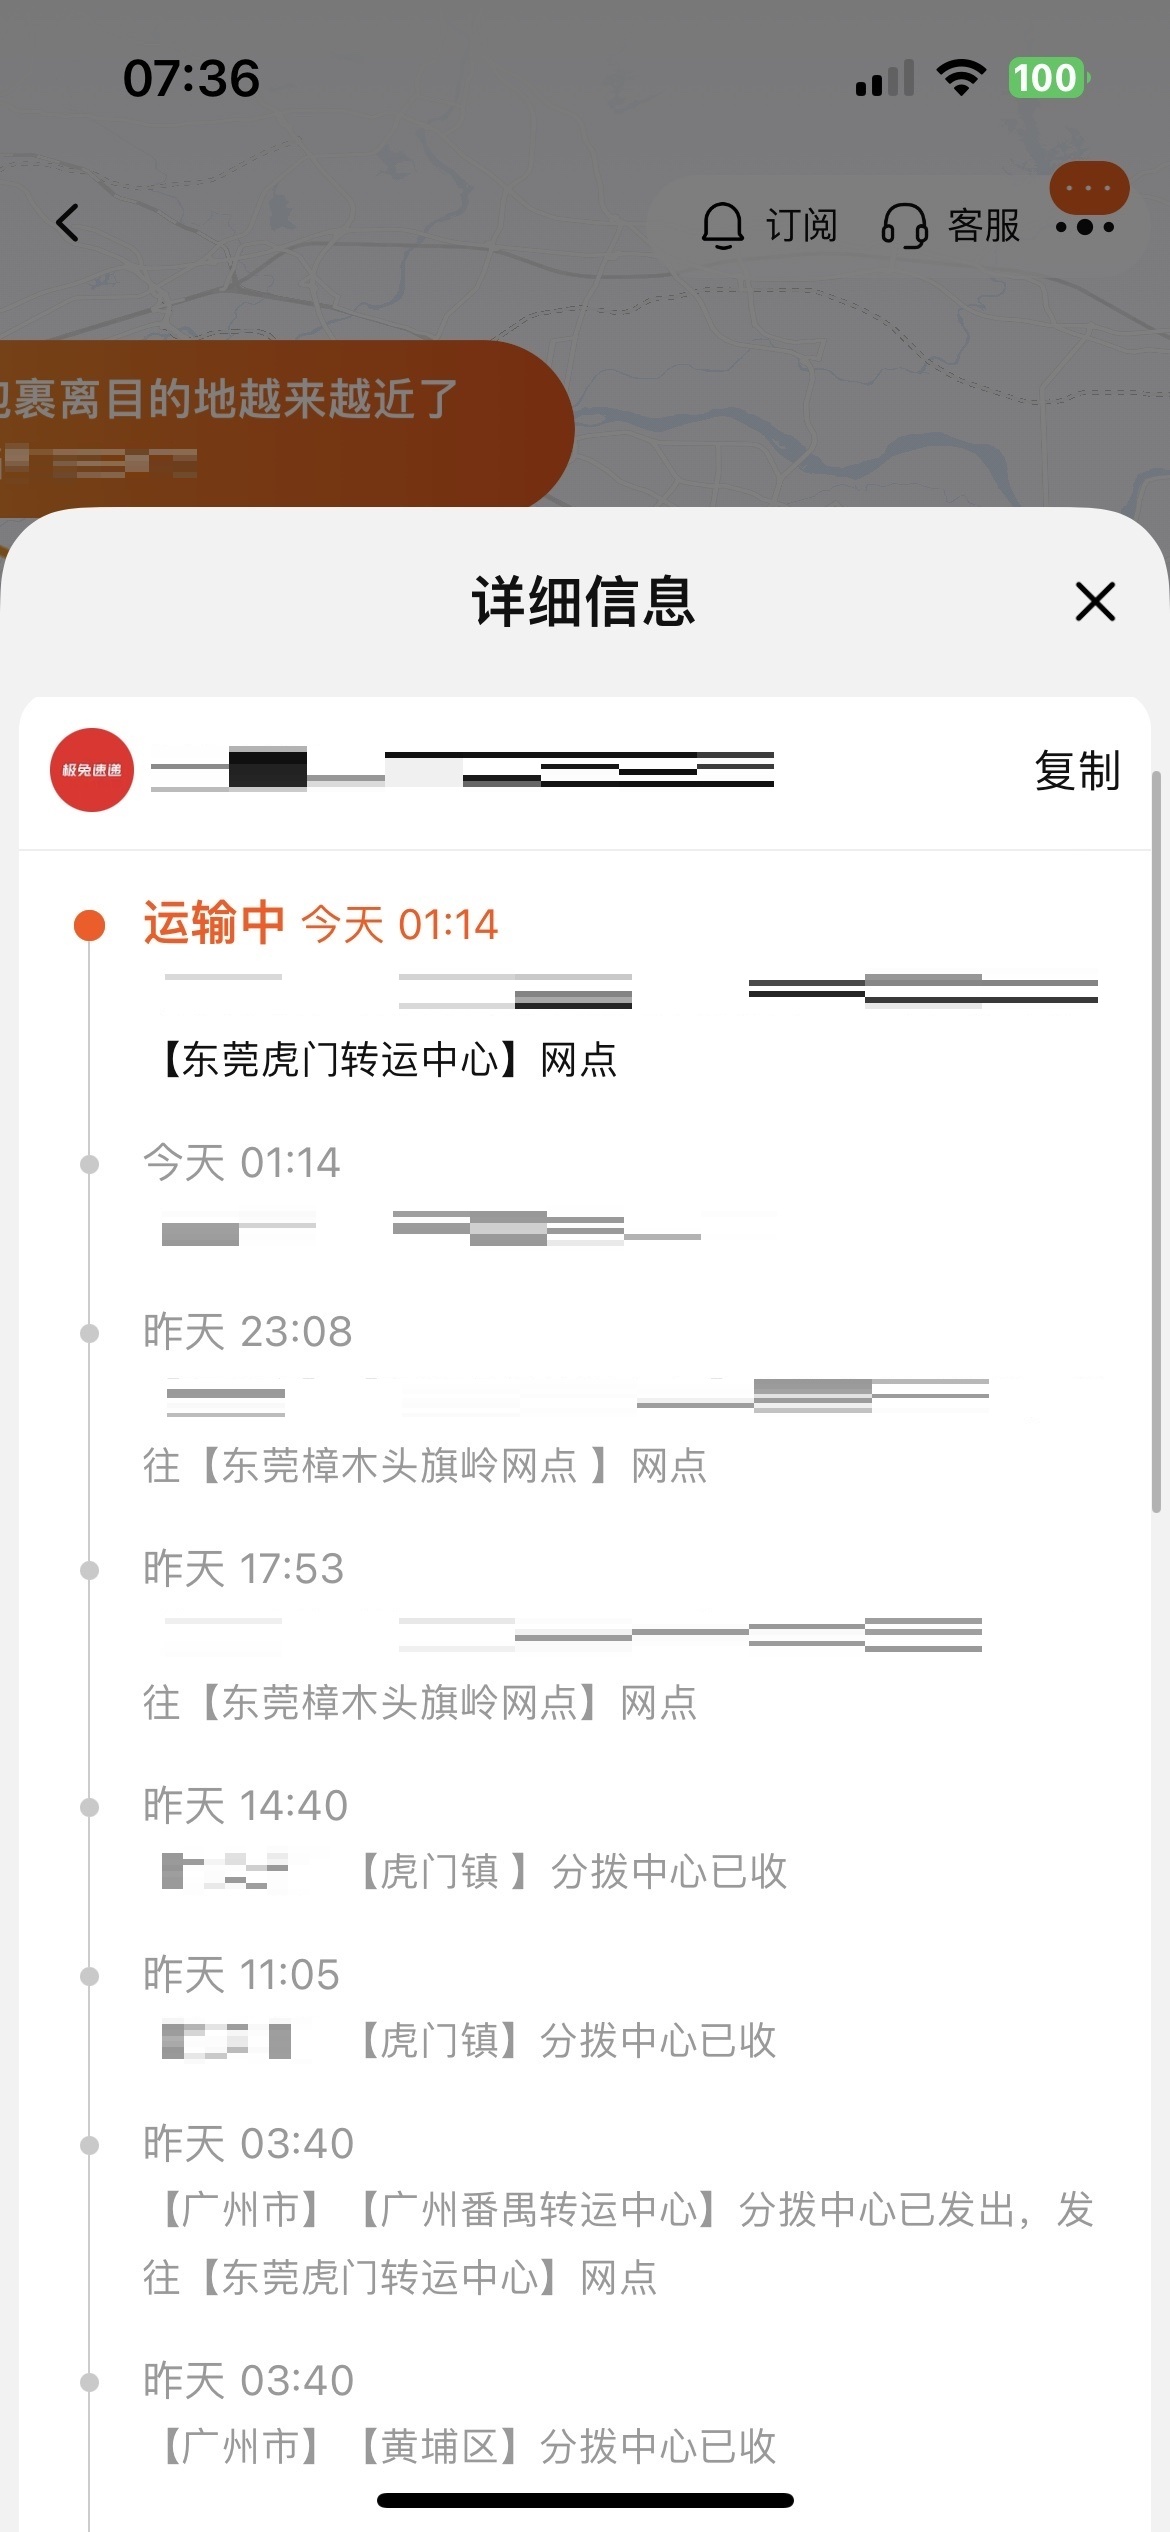 07:36
100
订阅
客服
包裹离目的地越来越近了
详细信息
极兔速递
复制
运输中 今天 01:14
【东莞虎门转运中心】网点
今天 01:14
昨天 23:08
往【东莞樟木头旗岭网点 】网点
昨天 17:53
往【东莞樟木头旗岭网点】网点
昨天 14:40
【虎门镇 】分拨中心已收
昨天 11:05
【虎门镇】分拨中心已收
昨天 03:40
【广州市】【广州番禺转运中心】分拨中心已发出，发
往【东莞虎门转运中心】网点
昨天 03:40
【广州市】【黄埔区】分拨中心已收